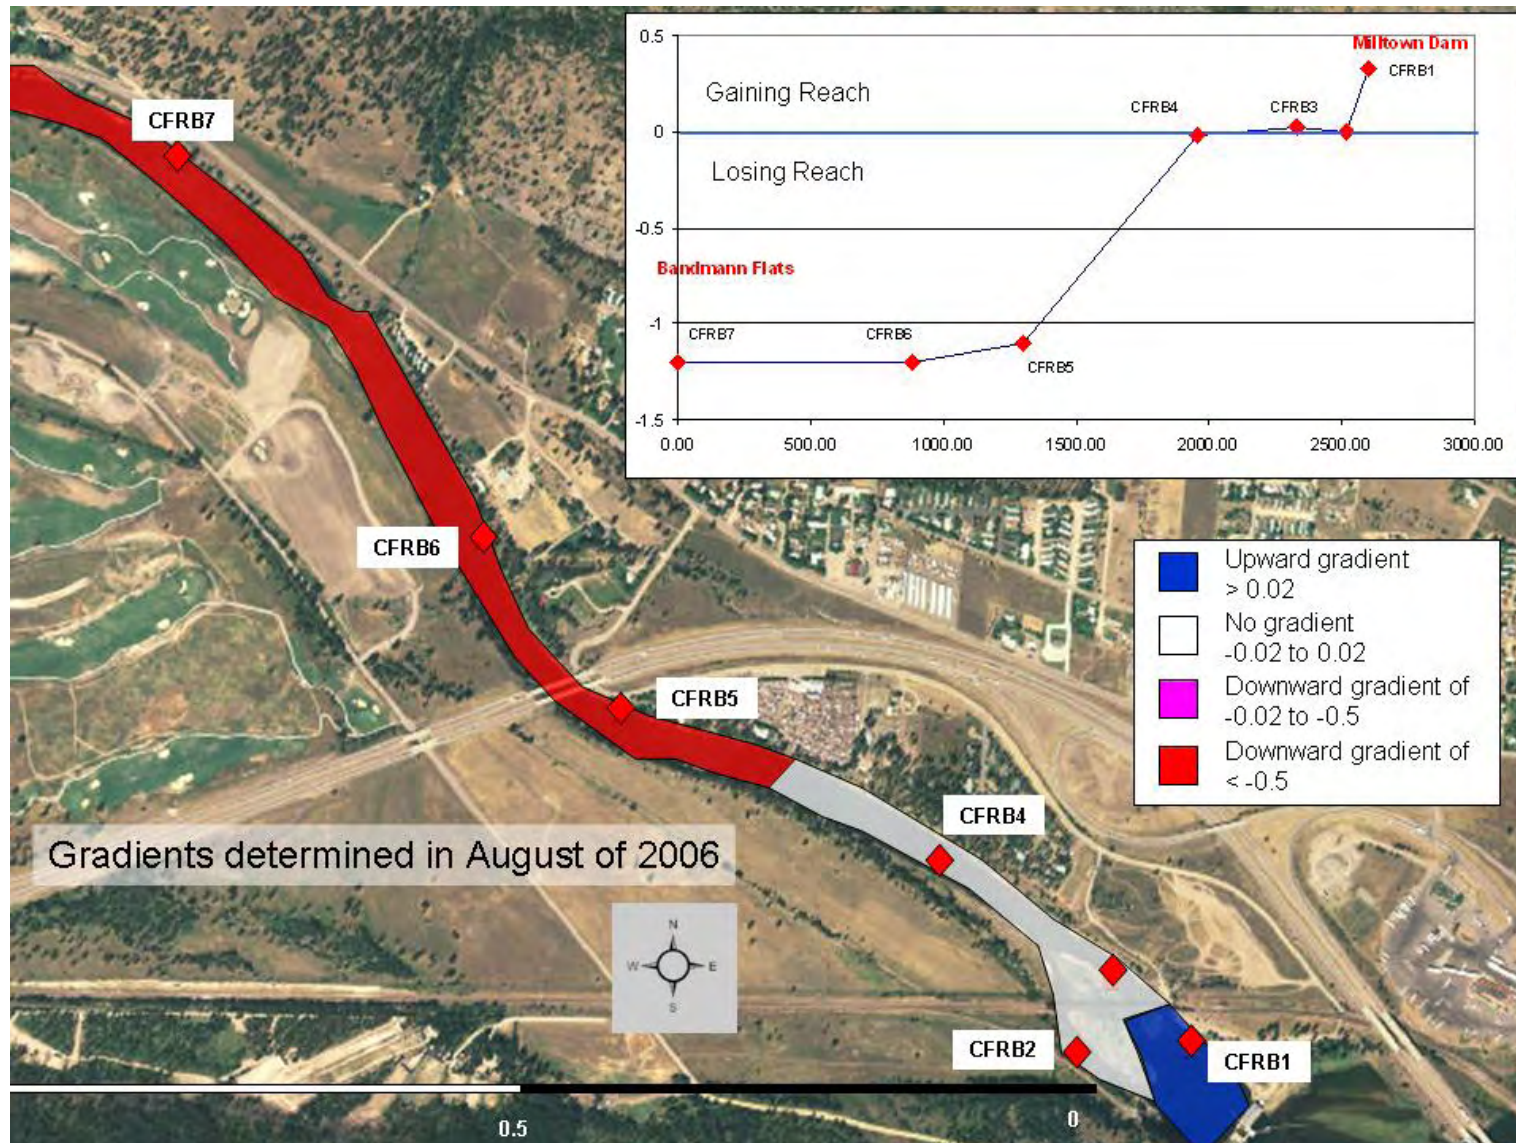 0.5
Milltown Dam
CFRB1
Gaining Reach
CFRB4
CFRB3
0
Losing Reach
-0.5
Bandmann Flats
-1
CFRB7
CFRB6
CFRB5
-1.5
0.00
500.00
1000.00
1500.00
2000.00
2500.00
3000.00
CFRB7
CFRB6
CFRB5
CFRB4
CFRB2
CFRB1
Upward gradient
> 0.02
No gradient
-0.02 to 0.02
Downward gradient of
-0.02 to -0.5
Downward gradient of
< -0.5
Gradients determined in August of 2006
N
W
E
S
0.5
0